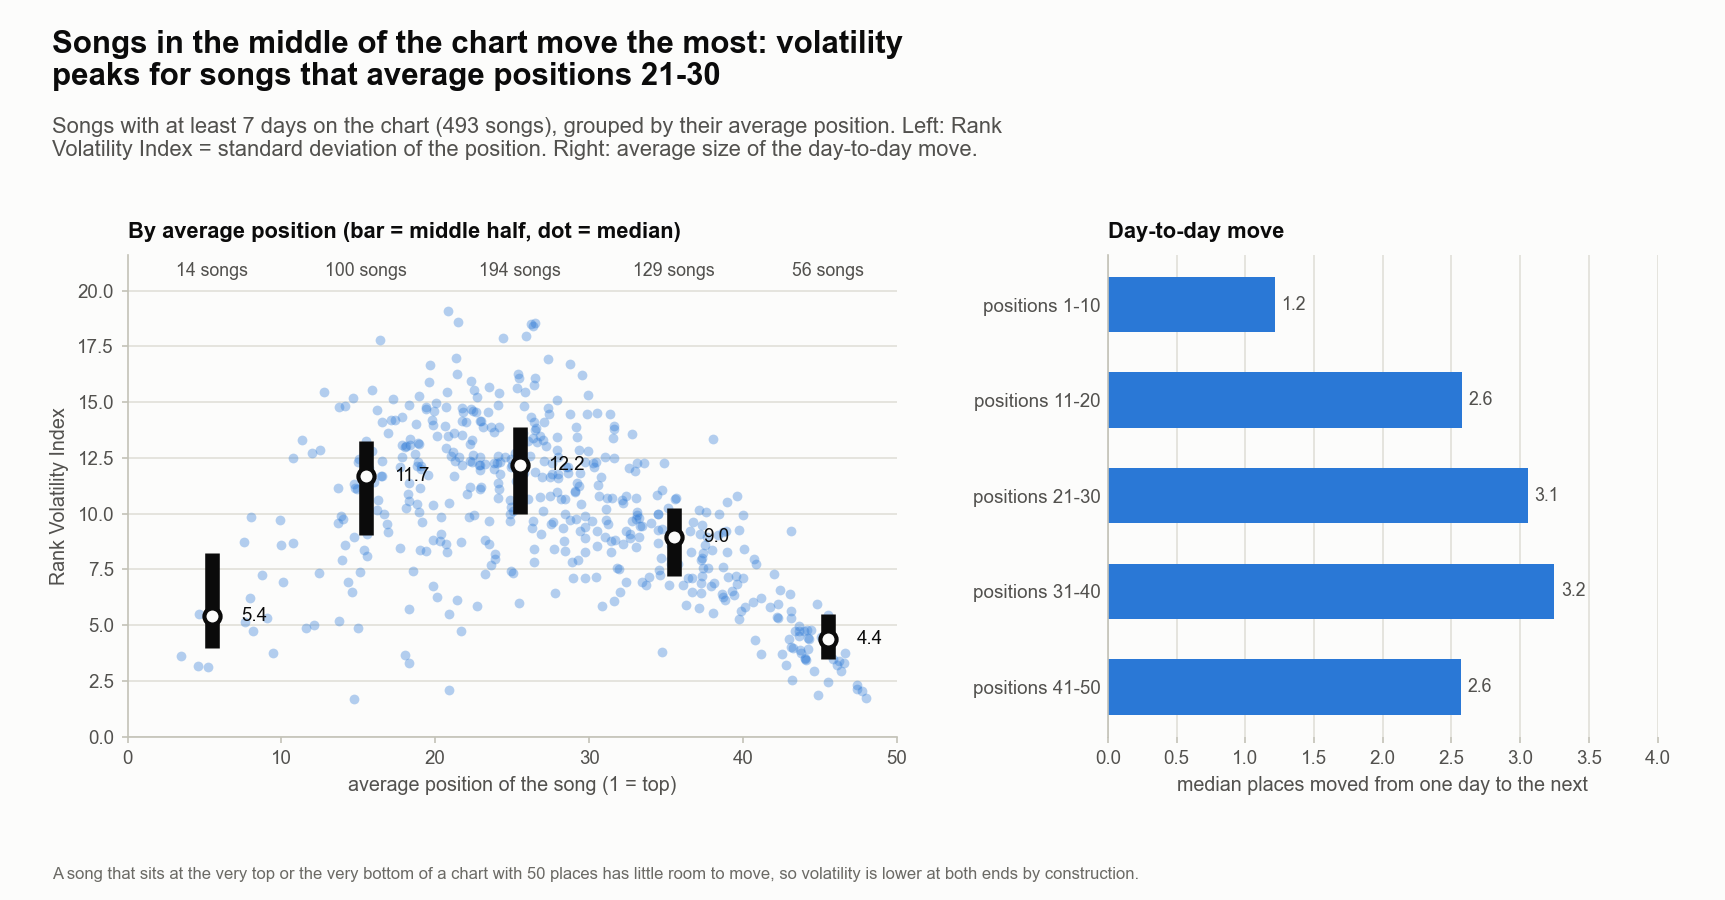 Songs in the middle of the chart move the most: volatility
peaks for songs that average positions 21-30
Songs with at least 7 days on the chart (493 songs), grouped by their average position. Left: Rank
Volatility Index = standard deviation of the position. Right: average size of the day-to-day move.
By average position (bar = middle half, dot = median)
14 songs
100 songs
194 songs
129 songs
56 songs
Rank Volatility Index
20.0
17.5
15.0
12.5
10.0
7.5
5.0
2.5
0.0
5.4
11.7
12.2
9.0
4.4
0
10
20
30
40
50
average position of the song (1 = top)
Day-to-day move
positions 1-10
1.2
positions 11-20
2.6
positions 21-30
3.1
positions 31-40
3.2
positions 41-50
2.6
0.0
0.5
1.0
1.5
2.0
2.5
3.0
3.5
4.0
median places moved from one day to the next
A song that sits at the very top or the very bottom of a chart with 50 places has little room to move, so volatility is lower at both ends by construction.